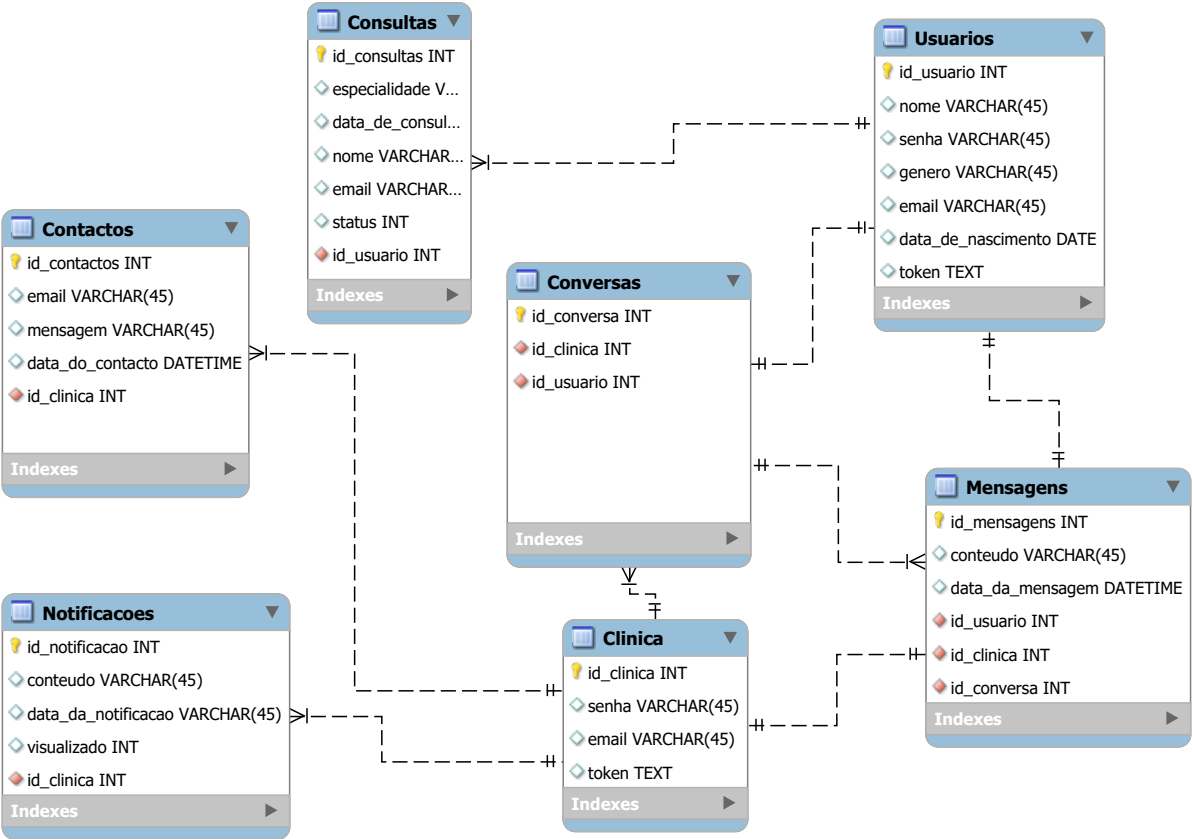 Consultas
id_consultas INT
especialidade V...
data_de_consul...
nome VARCHAR...
email VARCHAR...
status INT
id_usuario INT
Indexes
Usuarios
id_usuario INT
nome VARCHAR(45)
senha VARCHAR(45)
genero VARCHAR(45)
email VARCHAR(45)
data_de_nascimento DATE
token TEXT
Indexes
Contactos
id_contactos INT
email VARCHAR(45)
mensagem VARCHAR(45)
data_do_contacto DATETIME
id_clinica INT
Indexes
Conversas
id_conversa INT
id_clinica INT
id_usuario INT
Indexes
Mensagens
id_mensagens INT
conteudo VARCHAR(45)
data_da_mensagem DATETIME
id_usuario INT
id_clinica INT
id_conversa INT
Indexes
Notificacoes
id_notificacao INT
conteudo VARCHAR(45)
data_da_notificacao VARCHAR(45)
visualizado INT
id_clinica INT
Indexes
Clinica
id_clinica INT
senha VARCHAR(45)
email VARCHAR(45)
token TEXT
Indexes